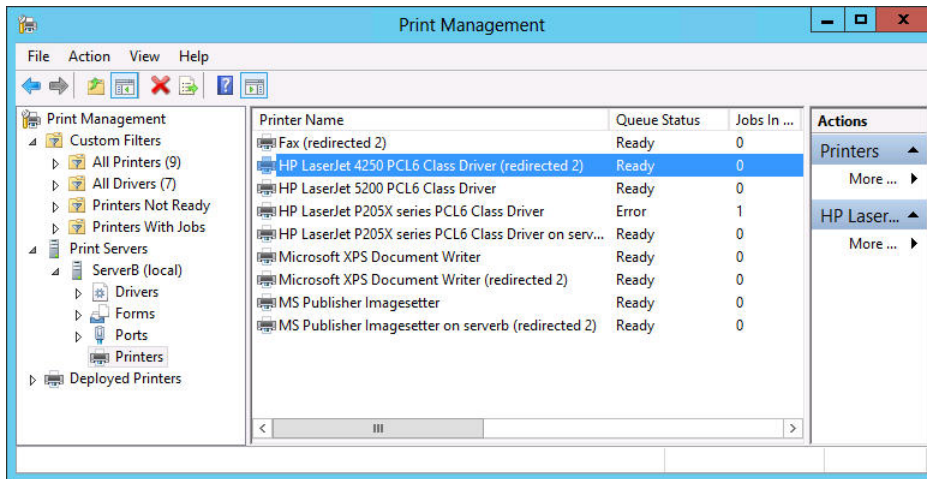 Print Management
File Action View Help
Print Management
Custom Filters
All Printers (9)
All Drivers (7)
Printers Not Ready
Printers With Jobs
Print Servers
ServerB (local)
Drivers
Forms
Ports
Printers
Deployed Printers
Printer Name Queue Status Jobs In ...
Fax (redirected 2) Ready 0
HP LaserJet 4250 PCL6 Class Driver (redirected 2) Ready 0
HP LaserJet 5200 PCL6 Class Driver Ready 0
HP LaserJet P205X series PCL6 Class Driver Error 1
HP LaserJet P205X series PCL6 Class Driver on serv... Ready 0
Microsoft XPS Document Writer Ready 0
Microsoft XPS Document Writer (redirected 2) Ready 0
MS Publisher Imagesetter Ready 0
MS Publisher Imagesetter on serverb (redirected 2) Ready 0
Actions
Printers
More ...
HP Laser...
More ...